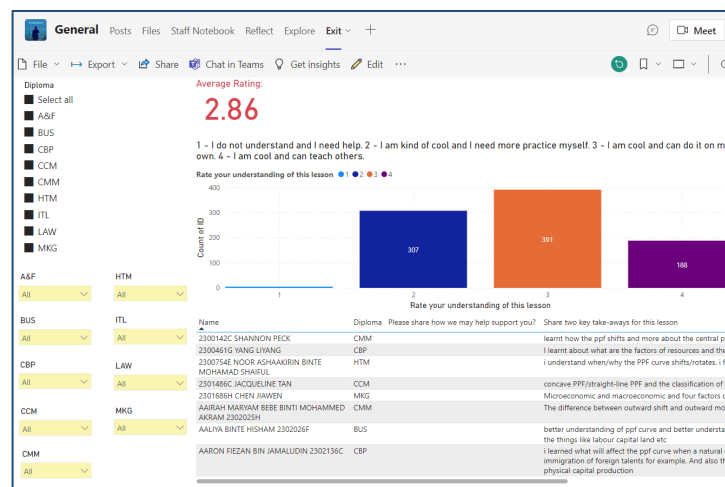 General Posts Files Staff Notebook Reflect Explore Exit Meet
File Export Share Chat in Teams Get insights Edit ...
Diploma
Select all
A&F
BUS
CBP
CCM
CMM
HTM
ITL
LAW
MKG
A&F HTM
All All
BUS ITL
All All
CBP LAW
All All
CCM MKG
All All
CMM
All
Average Rating:
2.86
1 - I do not understand and I need help. 2 - I am kind of cool and I need more practice myself. 3 - I am cool and can do it on m
own. 4 - I am cool and can teach others.
Rate your understanding of this lesson 1 2 3 4
400
300
200
100
0
Count of ID
307
391
188
1 2 3 4
Rate your understanding of this lesson
Name Diploma Please share how we may help support you? Share two key take-aways for this lesson
2300142C SHANNON PECK CMM learnt how the ppf shifts and more about the central p
2300461G YANG LIYANG CBP I learnt about what are the factors of resources and the
2300754E NOOR ASHAAKIRIN BINTE HTM i understand when/why the PPF curve shifts/rotates. i f
MOHAMAD SHAIFUL
2301486C JACQUELINE TAN CCM concave PPF/straight-line PPF and the classification of
2301686H CHEN JIAWEN MKG Microeconomic and macroeconomic and four factors o
AAIRAH MARYAM BEBE BINTI MOHAMMED CMM The difference between outward shift and outward mo
AKRAM 2302025H
AALIYA BINTE HISHAM 2302026F BUS better understanding of ppf curve and better understa
the things like labour capital land etc
AARON FIEZAN BIN JAMALUDIN 2302136C CBP i learned what will affect the ppf curve when a natural
immigration of foreign talents for example. And also th
physical capital production